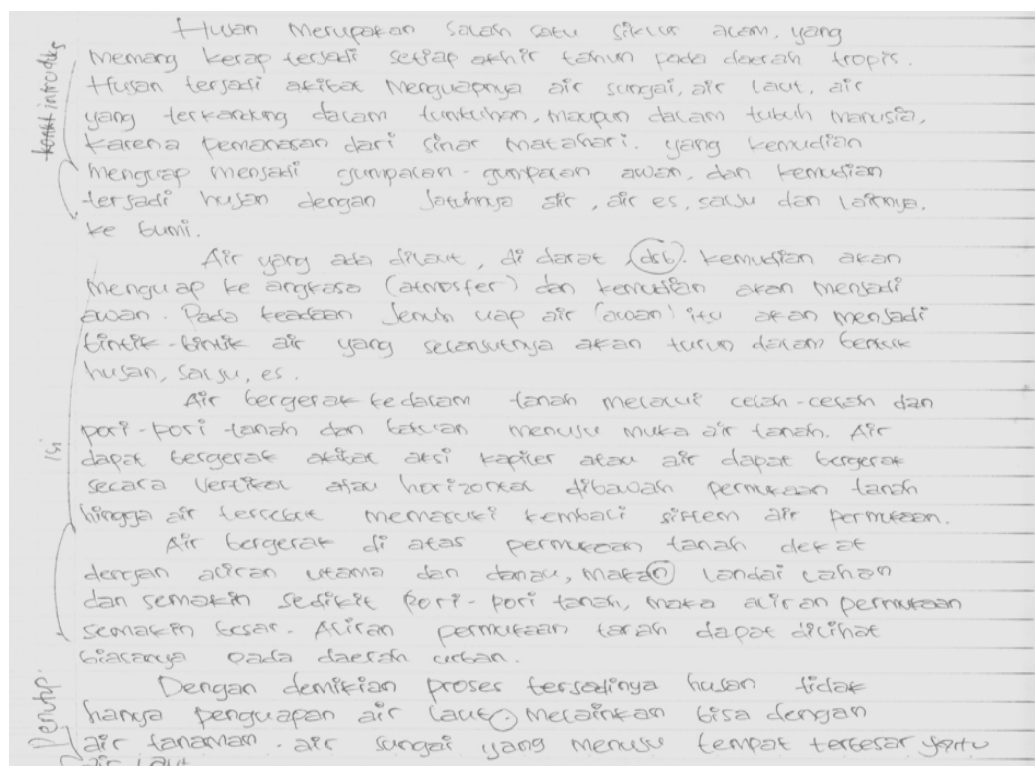 Hujan merupakan salah satu siklus alam, yang
memang kerap terjadi setiap akhir tahun pada daerah tropis.
Hujan terjadi akibat menguapnya air sungai, air laut, air
yang terkandung dalam tumbuhan, maupun dalam tubuh manusia,
karena pemanasan dari sinar matahari. yang kemudian
menguap menjadi gumpalan-gumpalan awan, dan kemudian
terjadi hujan dengan jatuhnya air, air es, salju dan lainnya.
ke bumi.
Air yang ada dilaut, di darat, dsb. kemudian akan
menguap ke angkasa (atmosfer) dan kemudian akan menjadi
awan. Pada keadaan jenuh uap air (awan) itu akan menjadi
bintik-bintik air yang selanjutnya akan turun dalam bentuk
hujan, salju, es.
Air bergerak kedalam tanah melalui celah-celah dan
pori-pori tanah dan batuan menuju muka air tanah. Air
dapat bergerak akibat aksi kapiler atau air dapat bergerak
secara vertikal atau horizontal dibawah permukaan tanah
hingga air tersebut memasuki kembali sistem air permukaan.
isi
Air bergerak di atas permukaan tanah dekat
dengan aliran utama dan danau, makan landai lahan
dan semakin sedikit pori-pori tanah, maka aliran permukaan
semakin besar. Aliran permukaan tanah dapat dilihat
biasanya pada daerah urban.
Penutup
Dengan demikian proses terjadinya hujan tidak
hanya penguapan air laut. Melainkan bisa dengan
air tanaman. air sungai yang menuju tempat terbesar yaitu
air laut